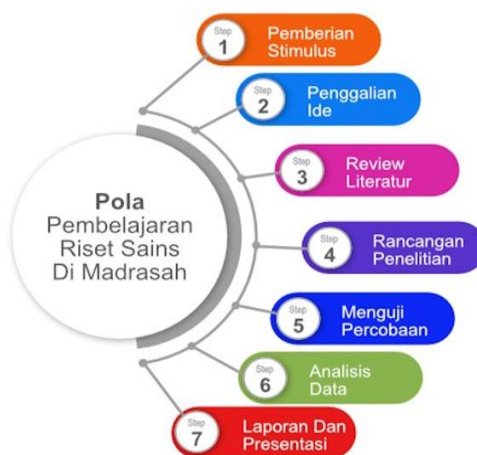 Pola
Pembelajaran
Riset Sains
Di Madrasah
Step
1
Pemberian
Stimulus
Step
2
Penggalian
Ide
Step
3
Review
Literatur
Step
4
Rancangan
Penelitian
Step
5
Menguji
Percobaan
Step
6
Analisis
Data
Step
7
Laporan Dan
Presentasi